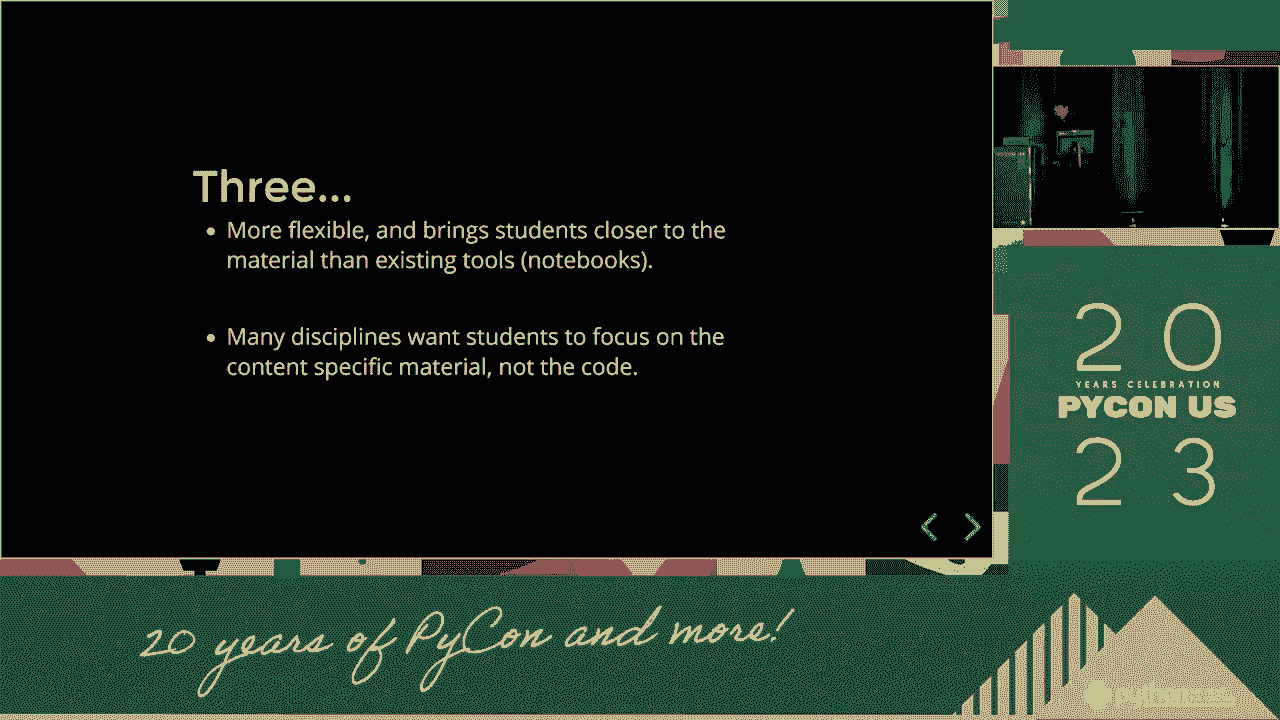 Three...
• More flexible, and brings students closer to the
material than existing tools (notebooks).
• Many disciplines want students to focus on the
content specific material, not the code.
20
YEARS CELEBRATION
PYCON US
23
20 years of PyCon and more!